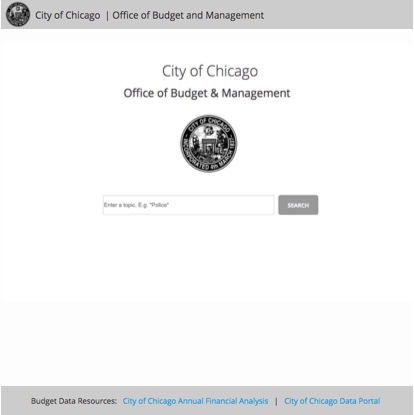 City of Chicago | Office of Budget and Management
City of Chicago
Office of Budget & Management
CITY OF CHICAGO
INCORPORATED 4th MARCH 1837
Enter a topic. E.g. "Police"
SEARCH
Budget Data Resources: City of Chicago Annual Financial Analysis | City of Chicago Data Portal